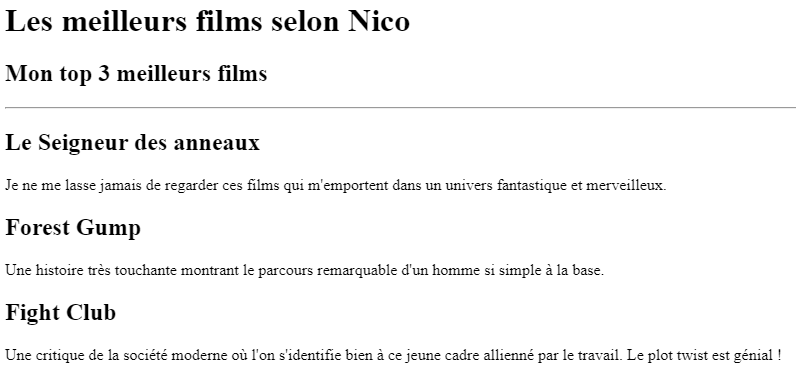 Les meilleurs films selon Nico
Mon top 3 meilleurs films
Le Seigneur des anneaux
Je ne me lasse jamais de regarder ces films qui m'emportent dans un univers fantastique et merveilleux.
Forest Gump
Une histoire très touchante montrant le parcours remarquable d'un homme si simple à la base.
Fight Club
Une critique de la société moderne où l'on s'identifie bien à ce jeune cadre allienné par le travail. Le plot twist est génial !